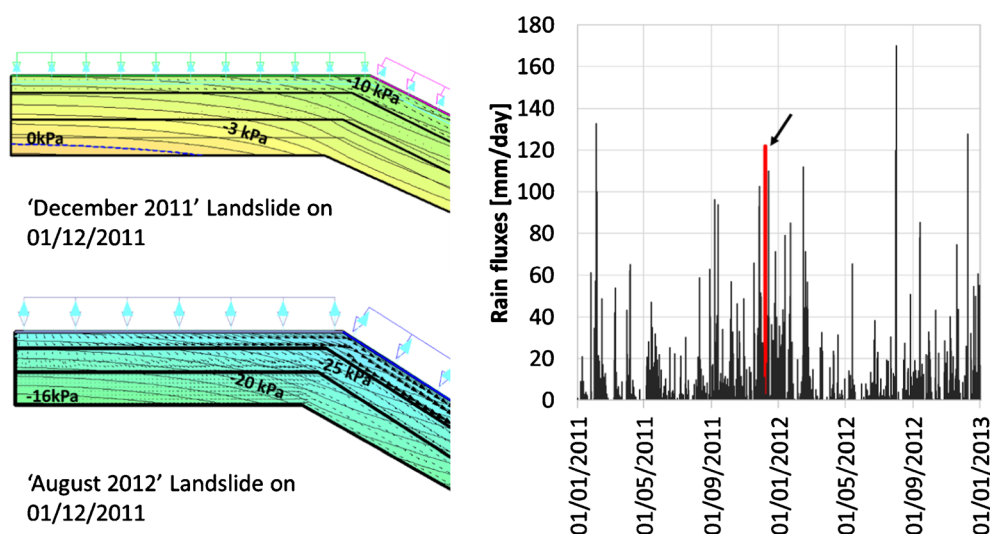 -10 kPa
-3 kPa
0kPa
‘December 2011’ Landslide on
01/12/2011
-25 kPa
-20 kPa
-16kPa
‘August 2012’ Landslide on
01/12/2011
Rain fluxes [mm/day]
180
160
140
120
100
80
60
40
20
0
01/01/2011
01/05/2011
01/09/2011
01/01/2012
01/05/2012
01/09/2012
01/01/2013